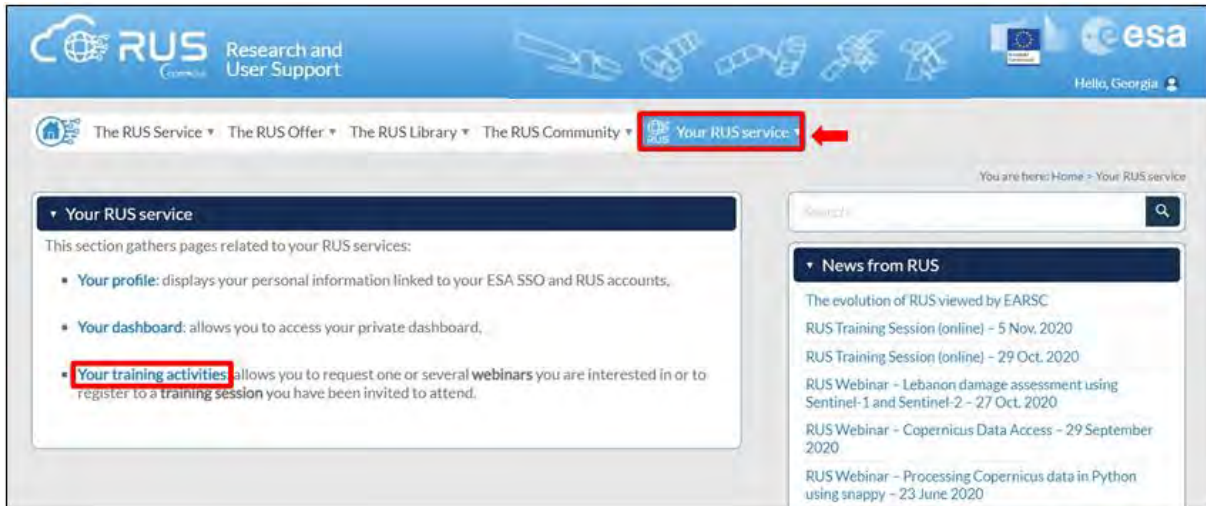 RUS
Copernicus
Research and
User Support
esa
Hello, Georgia
The RUS Service ▾ The RUS Offer ▾ The RUS Library ▾ The RUS Community ▾ RUS Your RUS service ▾
You are here: Home > Your RUS service
▾ Your RUS service
This section gathers pages related to your RUS services:
▪ Your profile: displays your personal information linked to your ESA SSO and RUS accounts,
▪ Your dashboard: allows you to access your private dashboard,
▪ Your training activities: allows you to request one or several webinars you are interested in or to
register to a training session you have been invited to attend.
Search
▾ News from RUS
The evolution of RUS viewed by EARSC
RUS Training Session (online) – 5 Nov. 2020
RUS Training Session (online) – 29 Oct. 2020
RUS Webinar – Lebanon damage assessment using
Sentinel-1 and Sentinel-2 – 27 Oct. 2020
RUS Webinar – Copernicus Data Access – 29 September
2020
RUS Webinar – Processing Copernicus data in Python
using snappy – 23 June 2020